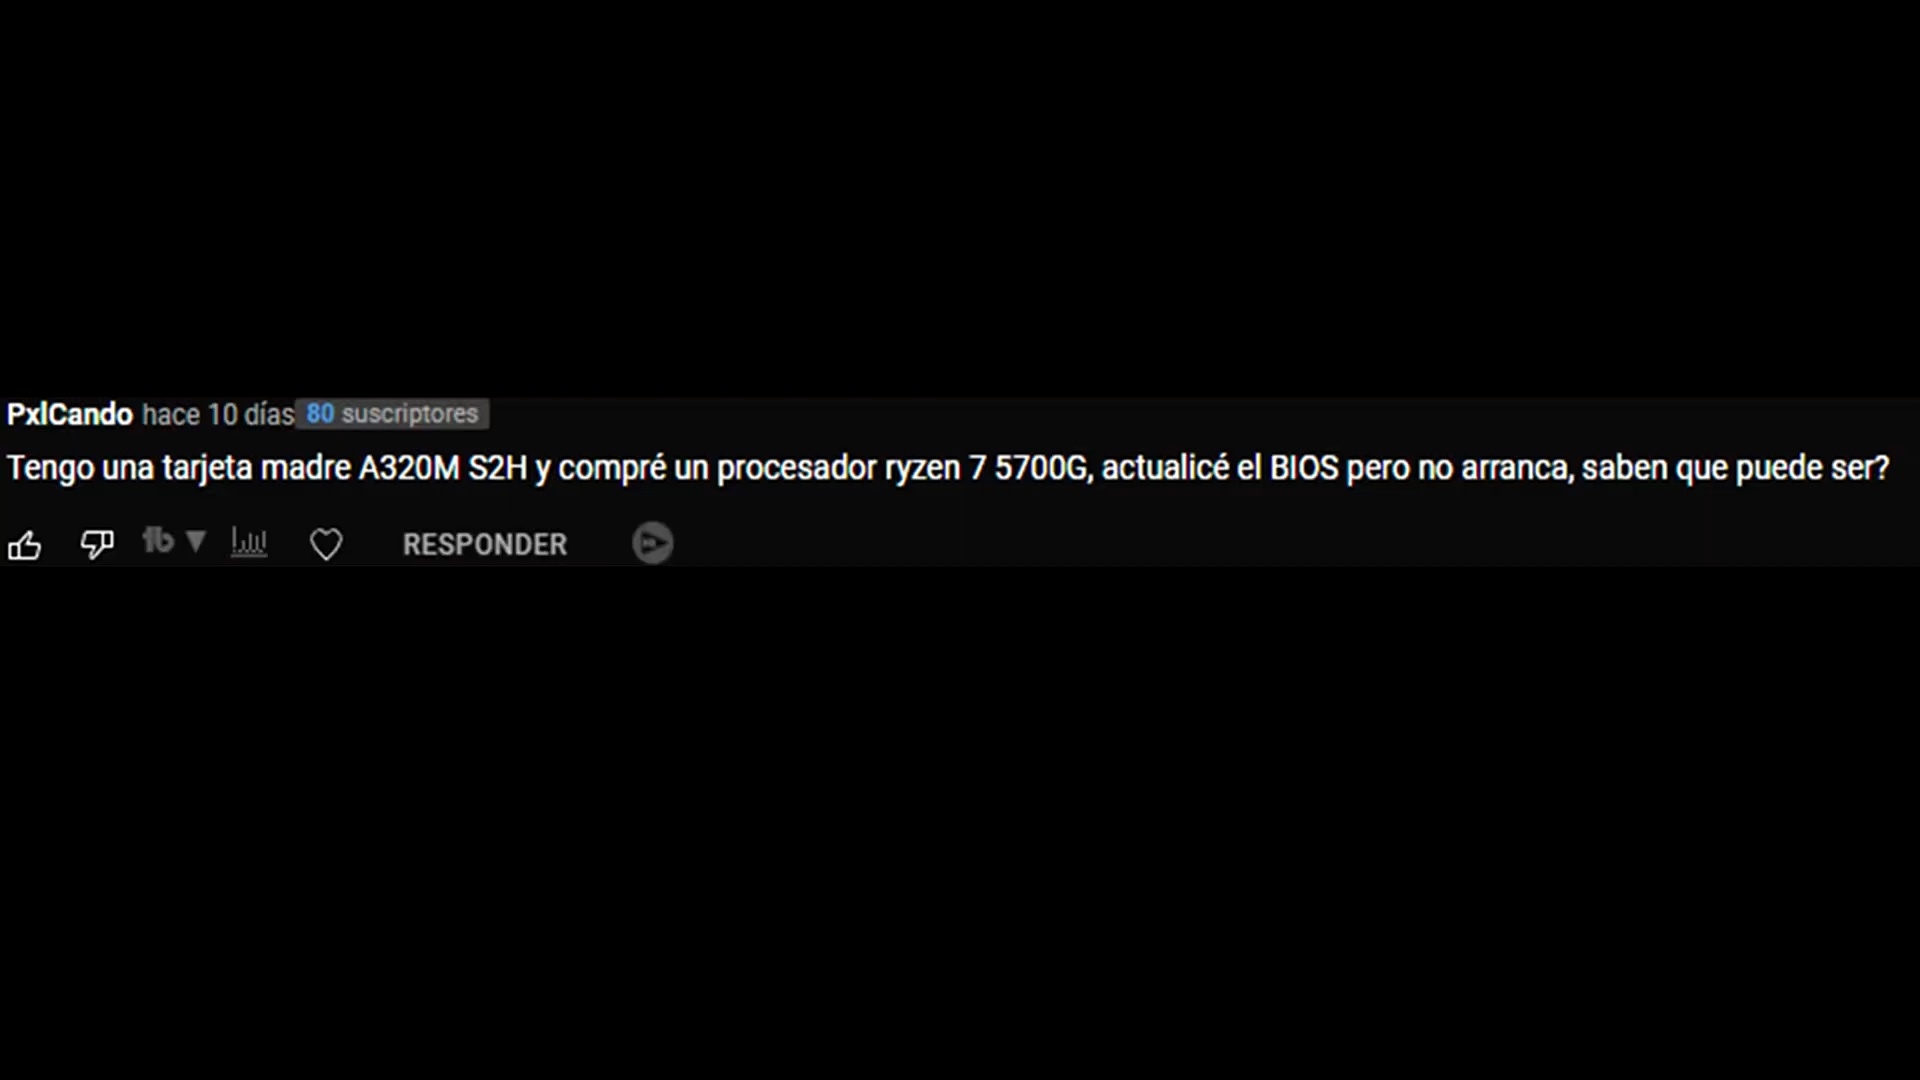 PxlCando hace 10 días 80 suscriptores
Tengo una tarjeta madre A320M S2H y compré un procesador ryzen 7 5700G, actualicé el BIOS pero no arranca, saben que puede ser?
RESPONDER